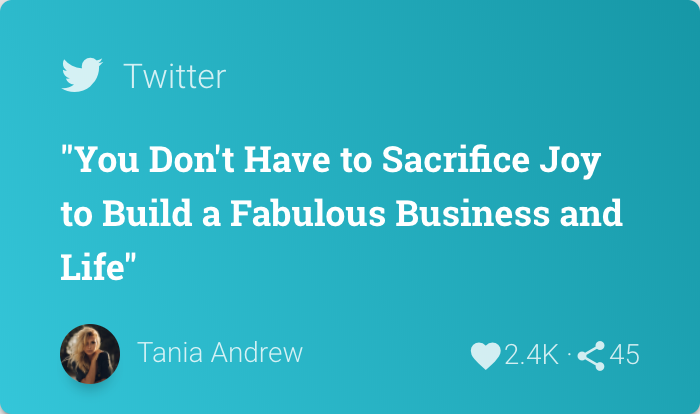 Twitter
"You Don't Have to Sacrifice Joy
to Build a Fabulous Business and
Life"
Tania Andrew
2.4K · 45